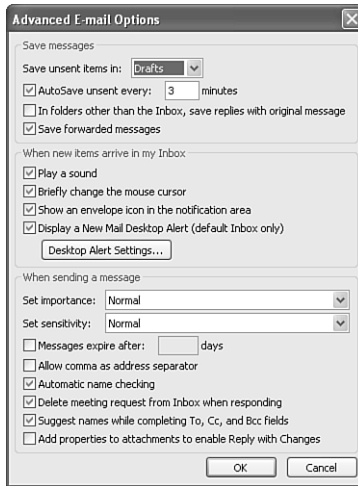 Advanced E-mail Options
Save messages
Save unsent items in: Drafts
AutoSave unsent every: 3 minutes
In folders other than the Inbox, save replies with original message
Save forwarded messages
When new items arrive in my Inbox
Play a sound
Briefly change the mouse cursor
Show an envelope icon in the notification area
Display a New Mail Desktop Alert (default Inbox only)
Desktop Alert Settings...
When sending a message
Set importance: Normal
Set sensitivity: Normal
Messages expire after: days
Allow comma as address separator
Automatic name checking
Delete meeting request from Inbox when responding
Suggest names while completing To, Cc, and Bcc fields
Add properties to attachments to enable Reply with Changes
OK Cancel